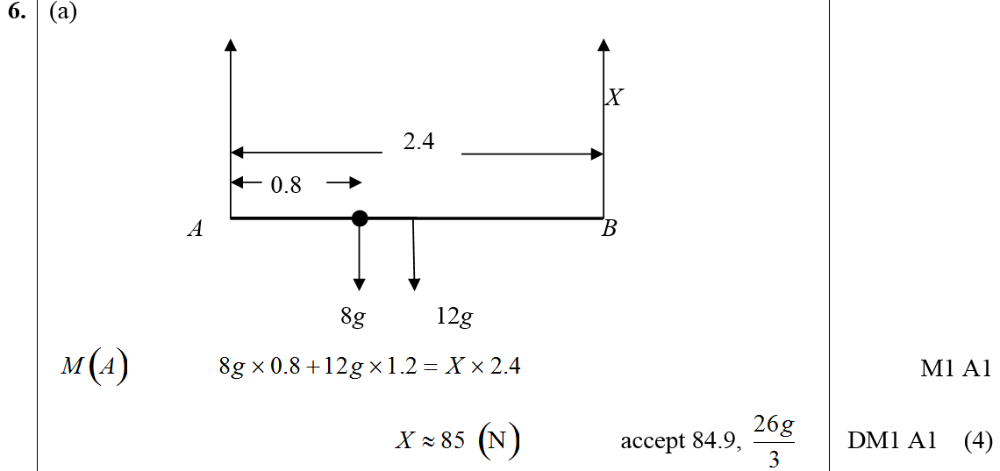 6. (a)
X
2.4
0.8
A B
8g 12g
M(A) 8g × 0.8 + 12g × 1.2 = X × 2.4 M1 A1
X ≈ 85 (N) accept 84.9, 26g/3 DM1 A1 (4)